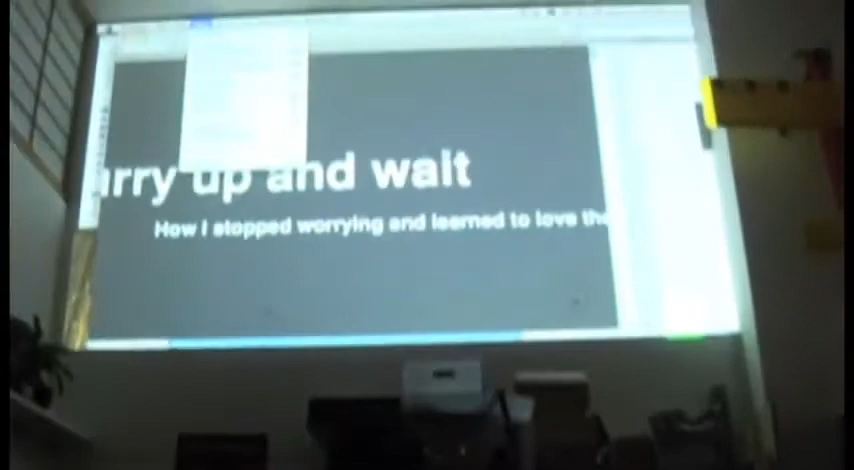 urry up and wait
How I stopped worrying and learned to love the